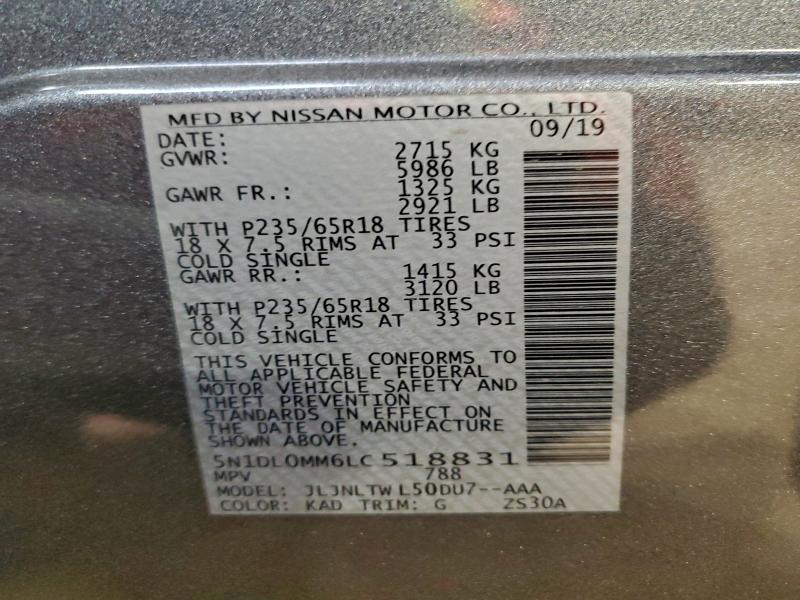 MFD BY NISSAN MOTOR CO., LTD.
DATE: 09/19
GVWR: 2715 KG
5986 LB
GAWR FR.: 1325 KG
2921 LB
WITH P235/65R18 TIRES
18 X 7.5 RIMS AT 33 PSI
COLD SINGLE
GAWR RR.: 1415 KG
3120 LB
WITH P235/65R18 TIRES
18 X 7.5 RIMS AT 33 PSI
COLD SINGLE
THIS VEHICLE CONFORMS TO
ALL APPLICABLE FEDERAL
MOTOR VEHICLE SAFETY AND
THEFT PREVENTION
STANDARDS IN EFFECT ON
THE DATE OF MANUFACTURE
SHOWN ABOVE.
5N1DL0MM6LC518831
MPV 788
MODEL: JLJNLTWL50DU7--AAA
COLOR: KAD TRIM: G ZS30A